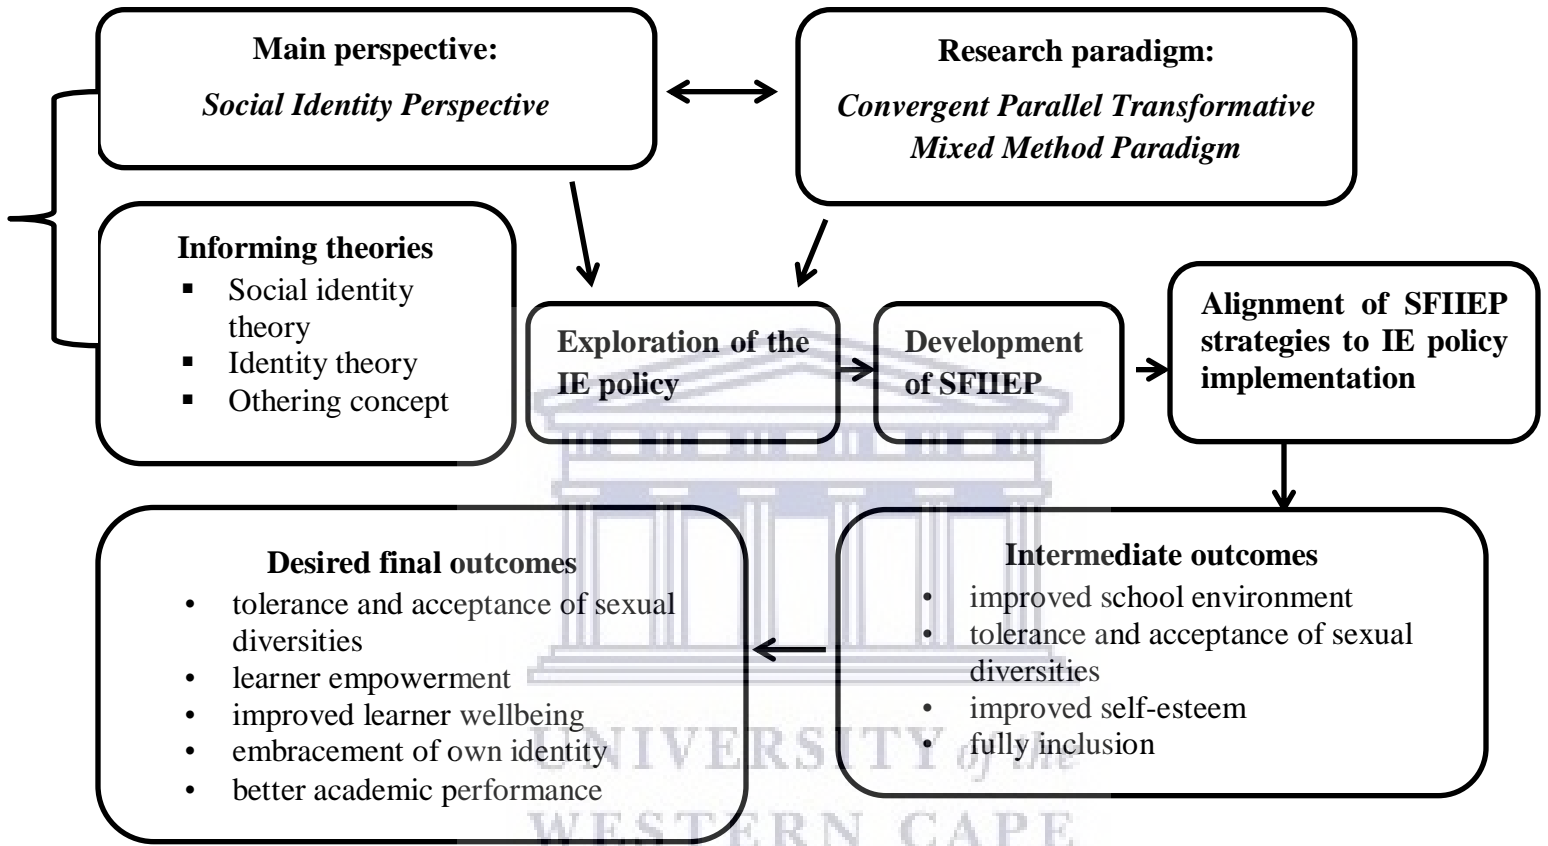 Main perspective:
Social Identity Perspective
Research paradigm:
Convergent Parallel Transformative
Mixed Method Paradigm
Informing theories
▪ Social identity
theory
▪ Identity theory
▪ Othering concept
Exploration of the
IE policy
Development
of SFIIEP
Alignment of SFIIEP
strategies to IE policy
implementation
Desired final outcomes
• tolerance and acceptance of sexual
diversities
• learner empowerment
• improved learner wellbeing
• embracement of own identity
• better academic performance
Intermediate outcomes
• improved school environment
• tolerance and acceptance of sexual
diversities
• improved self-esteem
• fully inclusion
UNIVERSITY of the
WESTERN CAPE